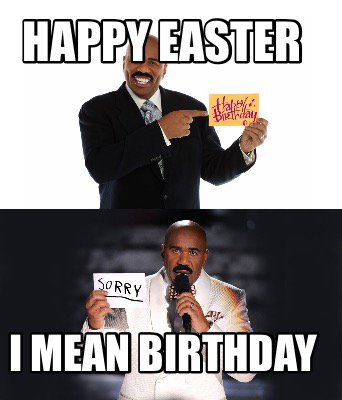 HAPPY EASTER
Happy
Birthday
SORRY
I MEAN BIRTHDAY